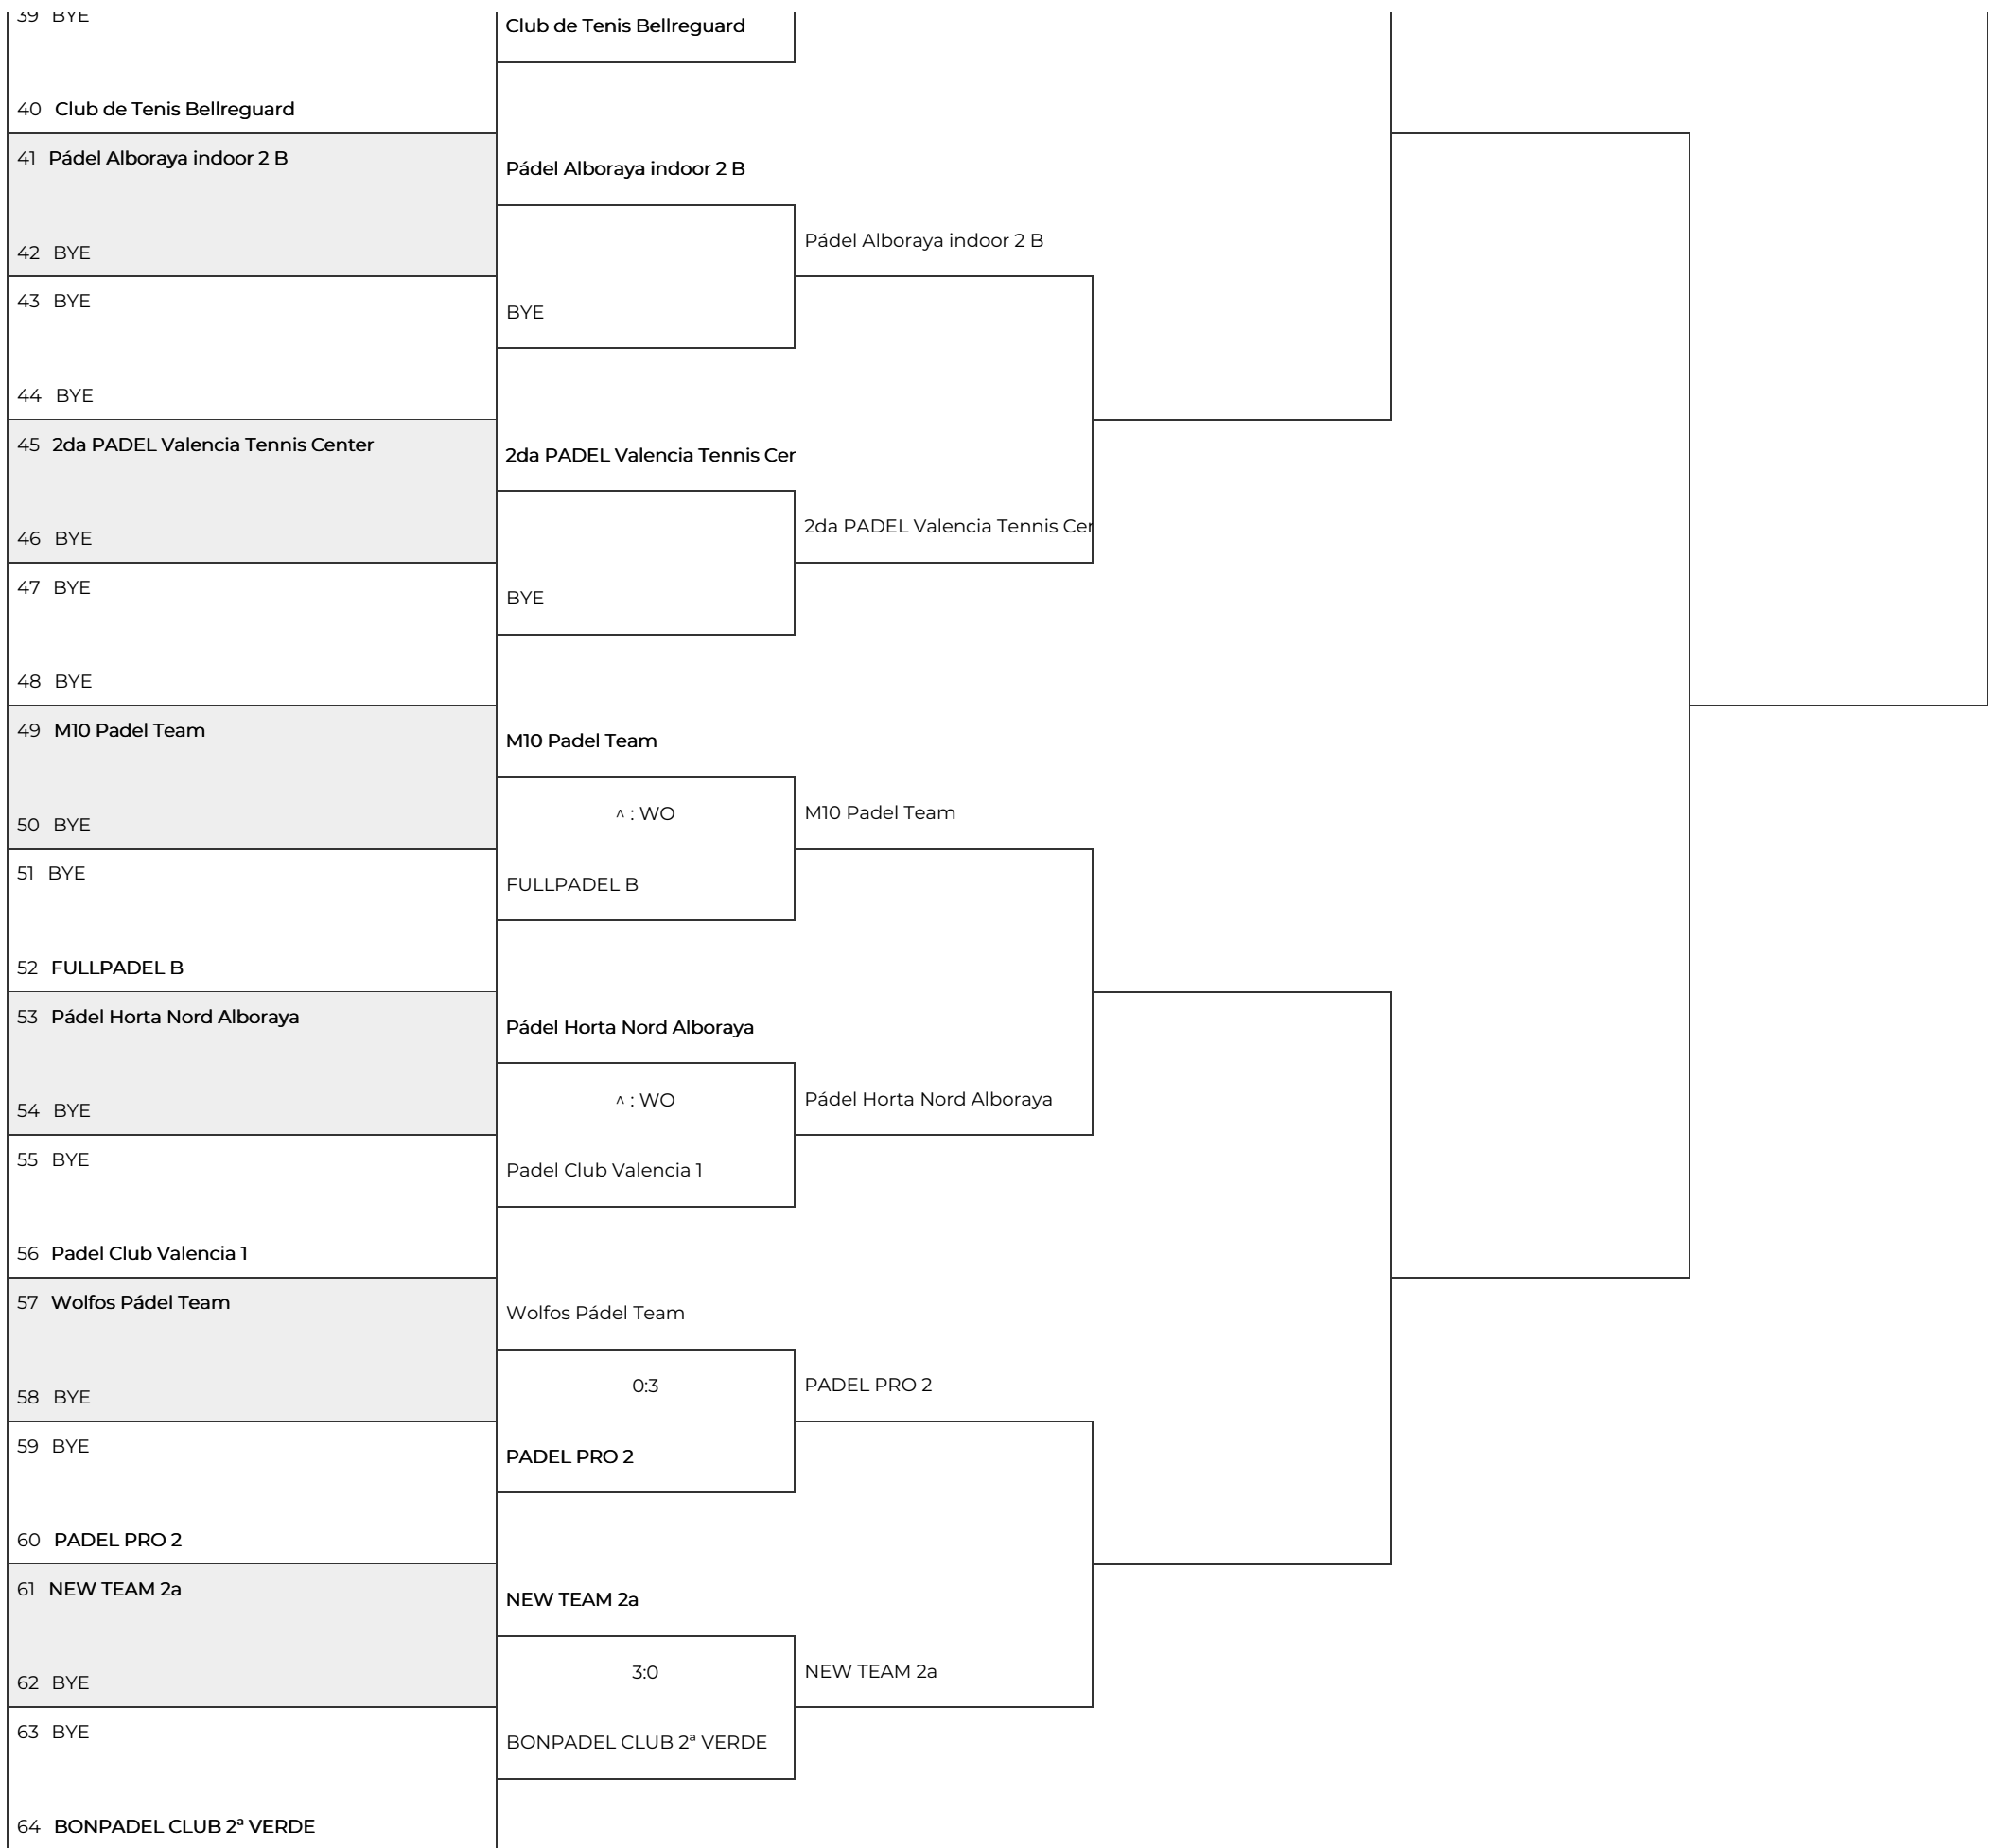 39 BYE
Club de Tenis Bellreguard
40 Club de Tenis Bellreguard
41 Pádel Alboraya indoor 2 B
Pádel Alboraya indoor 2 B
Pádel Alboraya indoor 2 B
42 BYE
43 BYE
BYE
44 BYE
45 2da PADEL Valencia Tennis Center
2da PADEL Valencia Tennis Cer
2da PADEL Valencia Tennis Cer
46 BYE
47 BYE
BYE
48 BYE
49 M10 Padel Team
M10 Padel Team
^ : WO
M10 Padel Team
50 BYE
51 BYE
FULLPADEL B
52 FULLPADEL B
53 Pádel Horta Nord Alboraya
Pádel Horta Nord Alboraya
^ : WO
Pádel Horta Nord Alboraya
54 BYE
55 BYE
Padel Club Valencia 1
56 Padel Club Valencia 1
57 Wolfos Pádel Team
Wolfos Pádel Team
0:3
PADEL PRO 2
58 BYE
59 BYE
PADEL PRO 2
60 PADEL PRO 2
61 NEW TEAM 2a
NEW TEAM 2a
3:0
NEW TEAM 2a
62 BYE
63 BYE
BONPADEL CLUB 2ª VERDE
64 BONPADEL CLUB 2ª VERDE